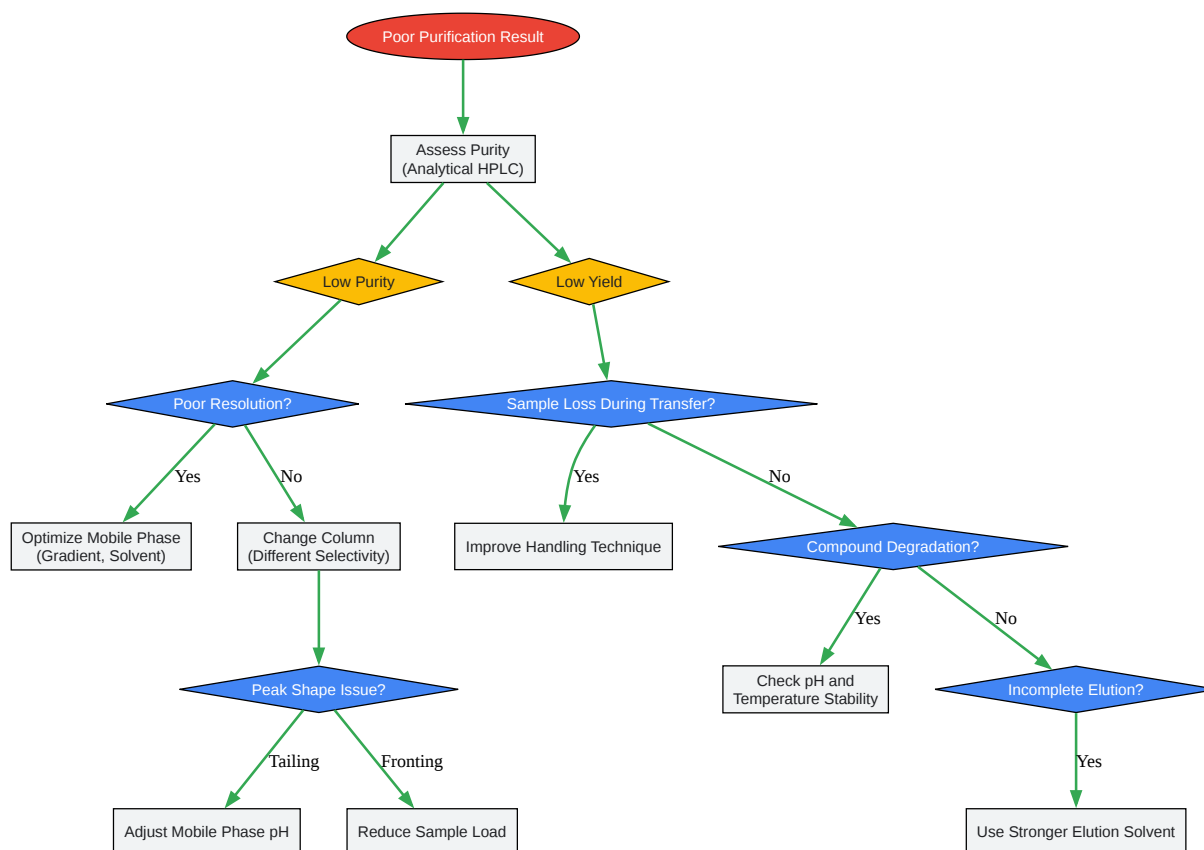 Poor Purification Result
Assess Purity
(Analytical HPLC)
Low Purity
Low Yield
Poor Resolution?
Sample Loss During Transfer?
Yes
No
Yes
No
Optimize Mobile Phase
(Gradient, Solvent)
Change Column
(Different Selectivity)
Improve Handling Technique
Compound Degradation?
Yes
No
Peak Shape Issue?
Check pH and
Temperature Stability
Incomplete Elution?
Tailing
Fronting
Yes
Adjust Mobile Phase pH
Reduce Sample Load
Use Stronger Elution Solvent